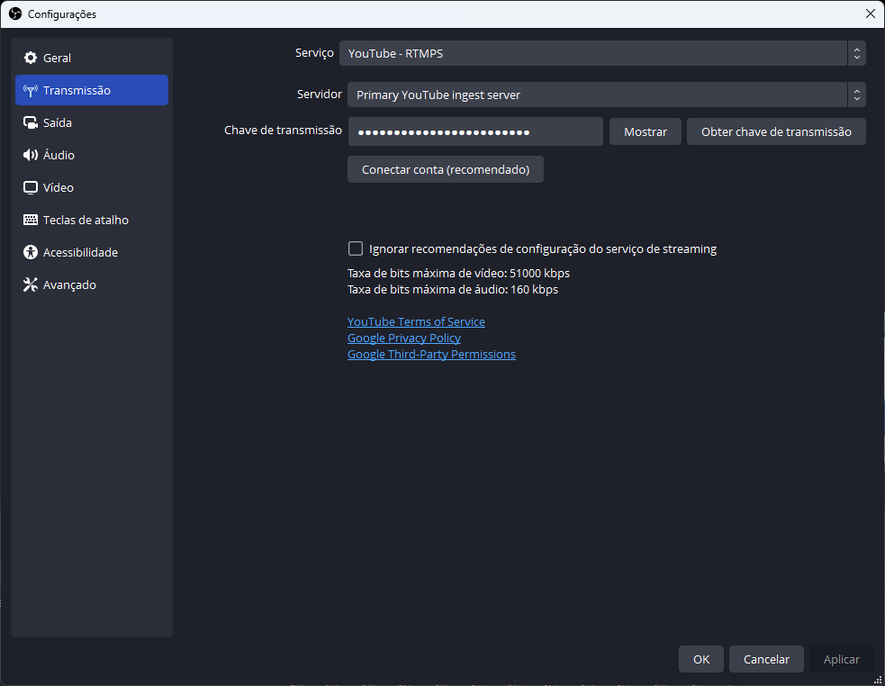 Configurações
Geral
Transmissão
Saída
Áudio
Vídeo
Teclas de atalho
Acessibilidade
Avançado
Serviço YouTube - RTMPS
Servidor Primary YouTube ingest server
Chave de transmissão ●●●●●●●●●●●●●●●●●●●●●●●● Mostrar Obter chave de transmissão
Conectar conta (recomendado)
Ignorar recomendações de configuração do serviço de streaming
Taxa de bits máxima de vídeo: 51000 kbps
Taxa de bits máxima de áudio: 160 kbps
YouTube Terms of Service
Google Privacy Policy
Google Third-Party Permissions
OK Cancelar Aplicar